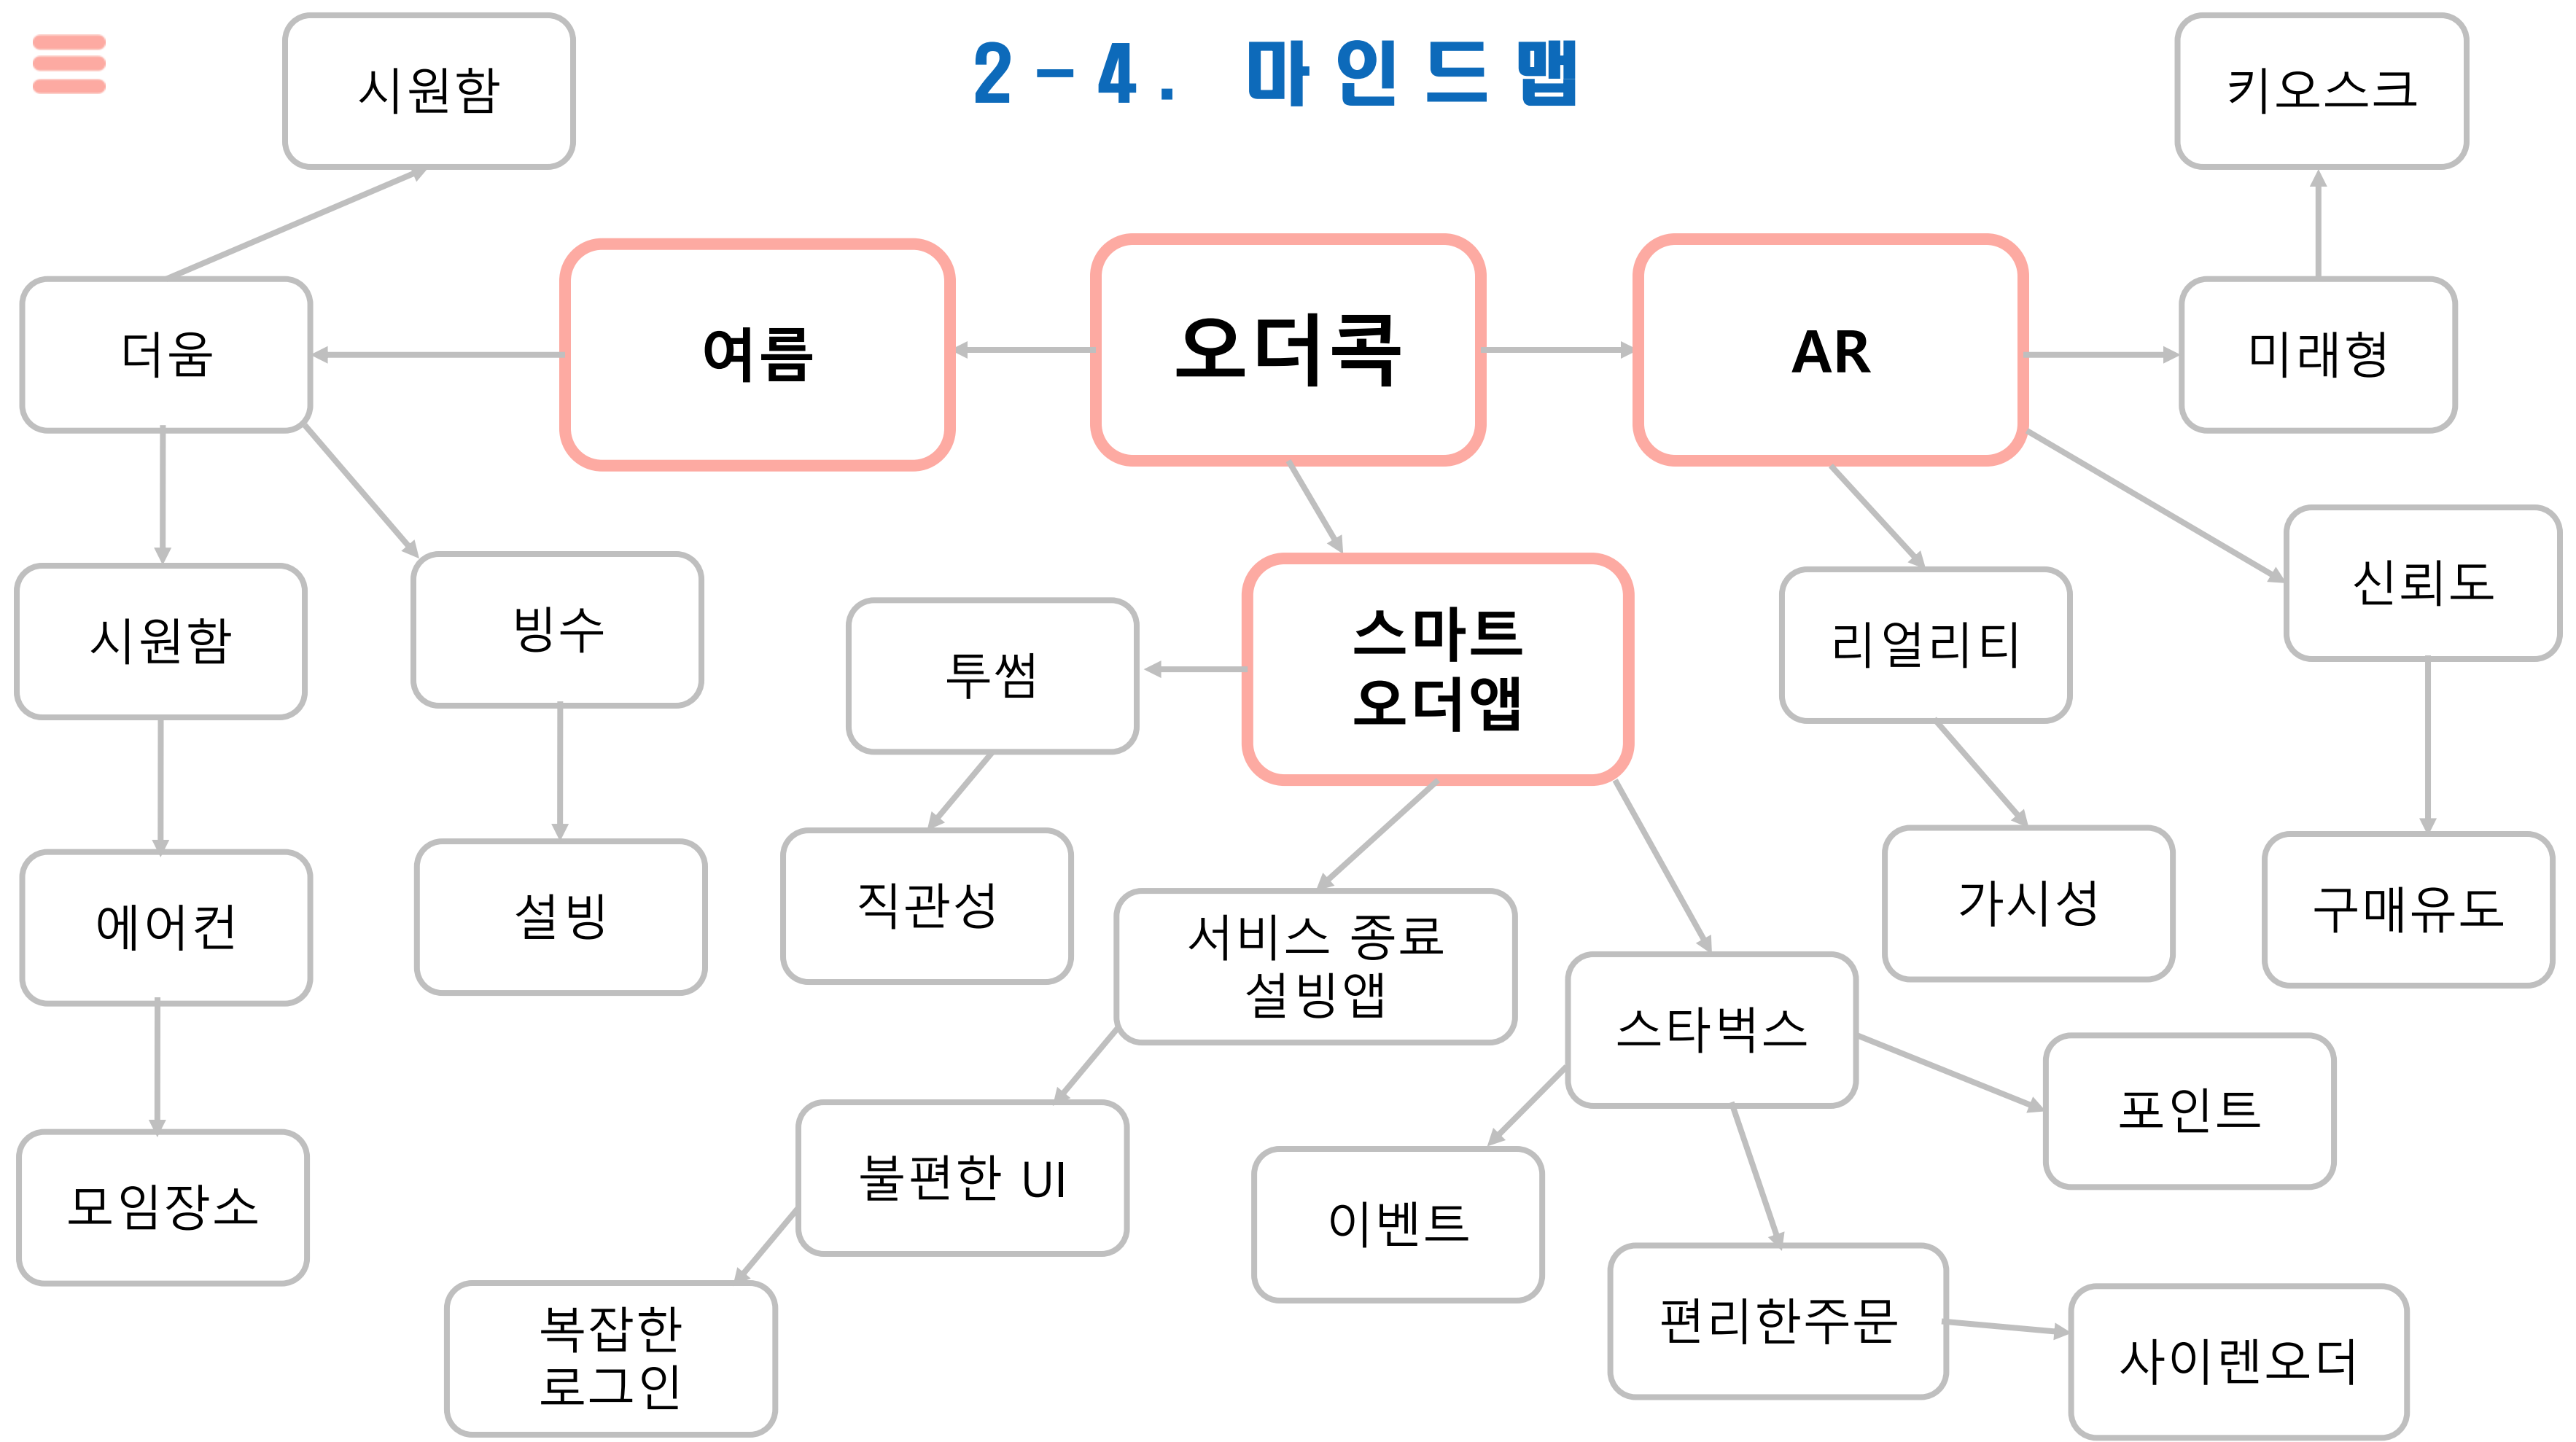 2-4. 마인드맵
시원함
키오스크
더움
여름
오더콕
AR
미래형
시원함
빙수
투썸
스마트
오더앱
리얼리티
신뢰도
에어컨
설빙
직관성
서비스 종료
설빙앱
스타벅스
가시성
구매유도
모임장소
불편한 UI
이벤트
포인트
복잡한
로그인
편리한주문
사이렌오더